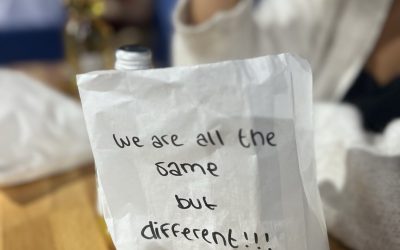 we are all the
same
but
different!!!